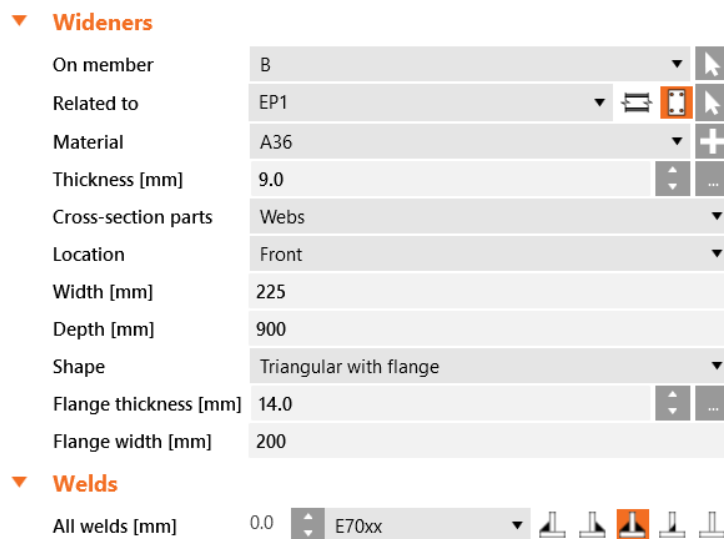 Wideners
On member B
Related to EP1
Material A36
Thickness [mm] 9.0 ...
Cross-section parts Webs
Location Front
Width [mm] 225
Depth [mm] 900
Shape Triangular with flange
Flange thickness [mm] 14.0 ...
Flange width [mm] 200
Welds
All welds [mm] 0.0 E70xx